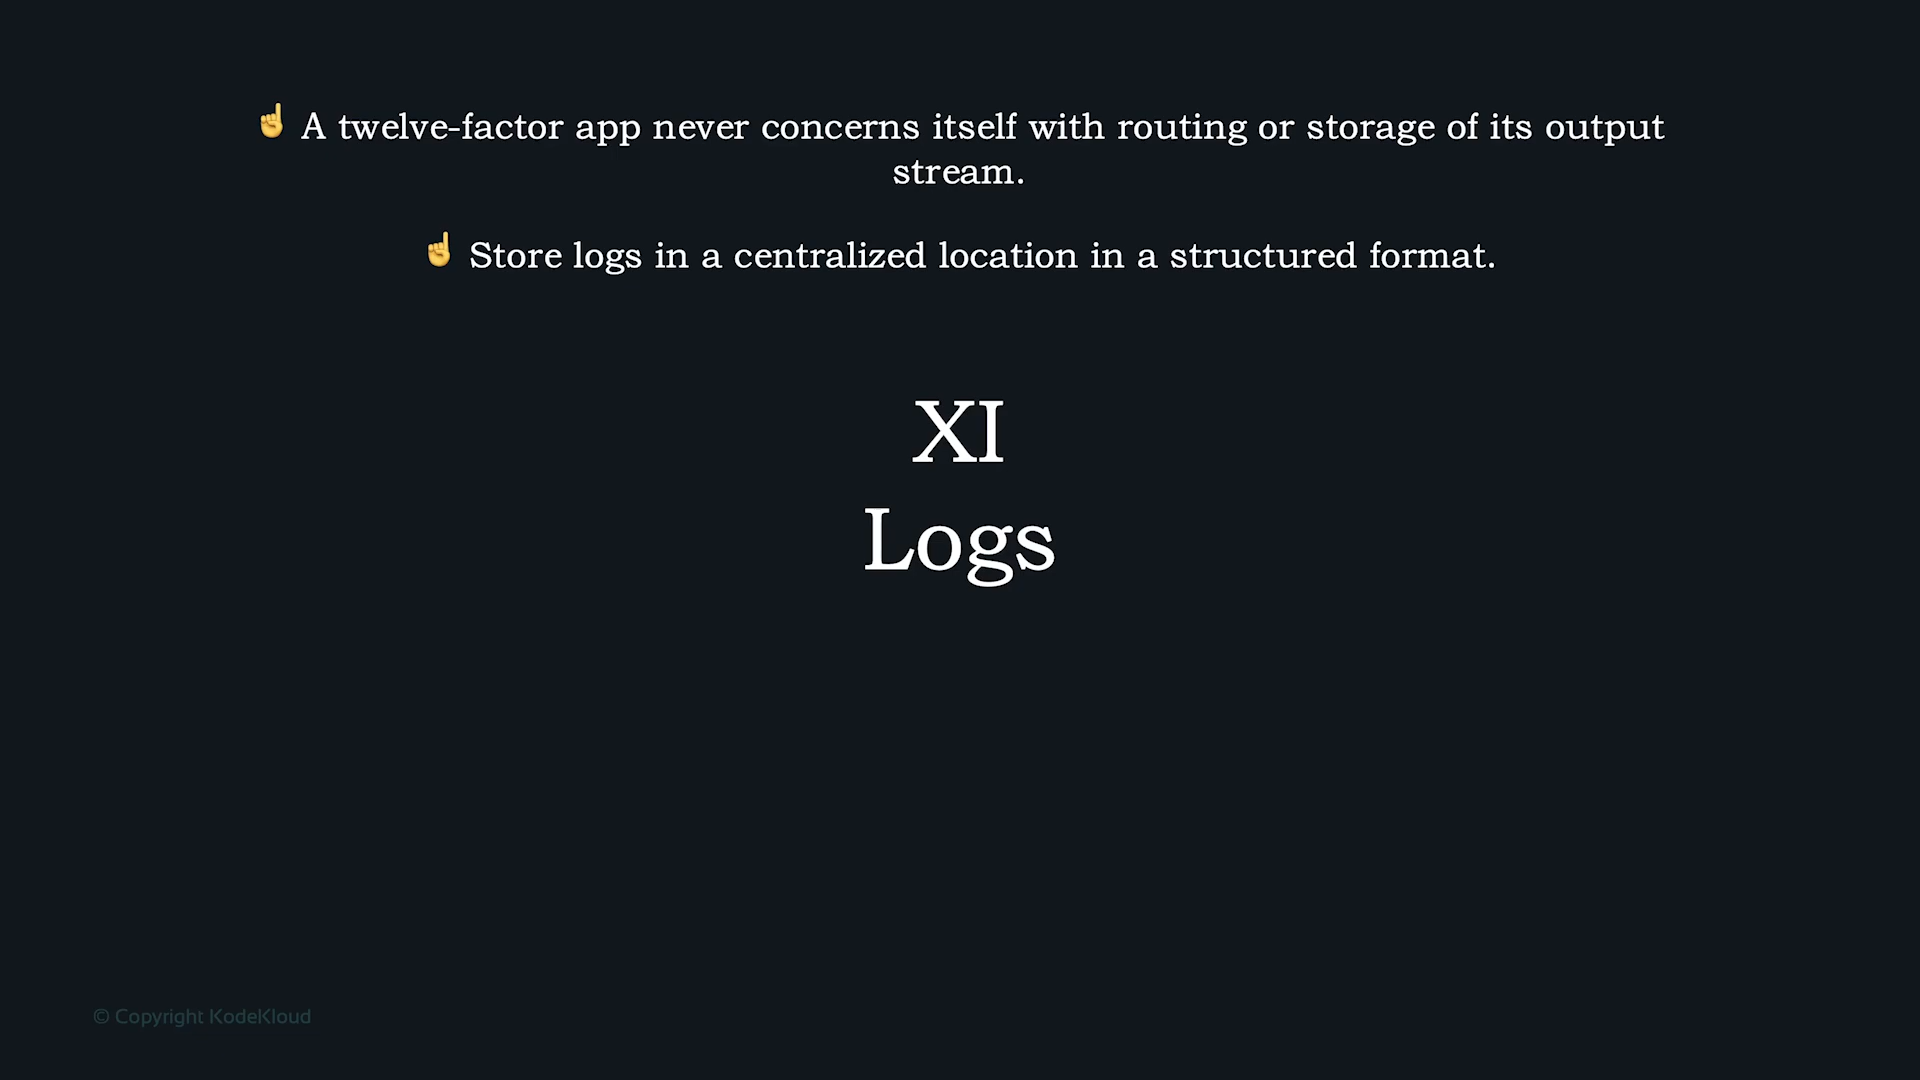 ☝ A twelve-factor app never concerns itself with routing or storage of its output
stream.
☝ Store logs in a centralized location in a structured format.
XI
Logs
© Copyright KodeKloud